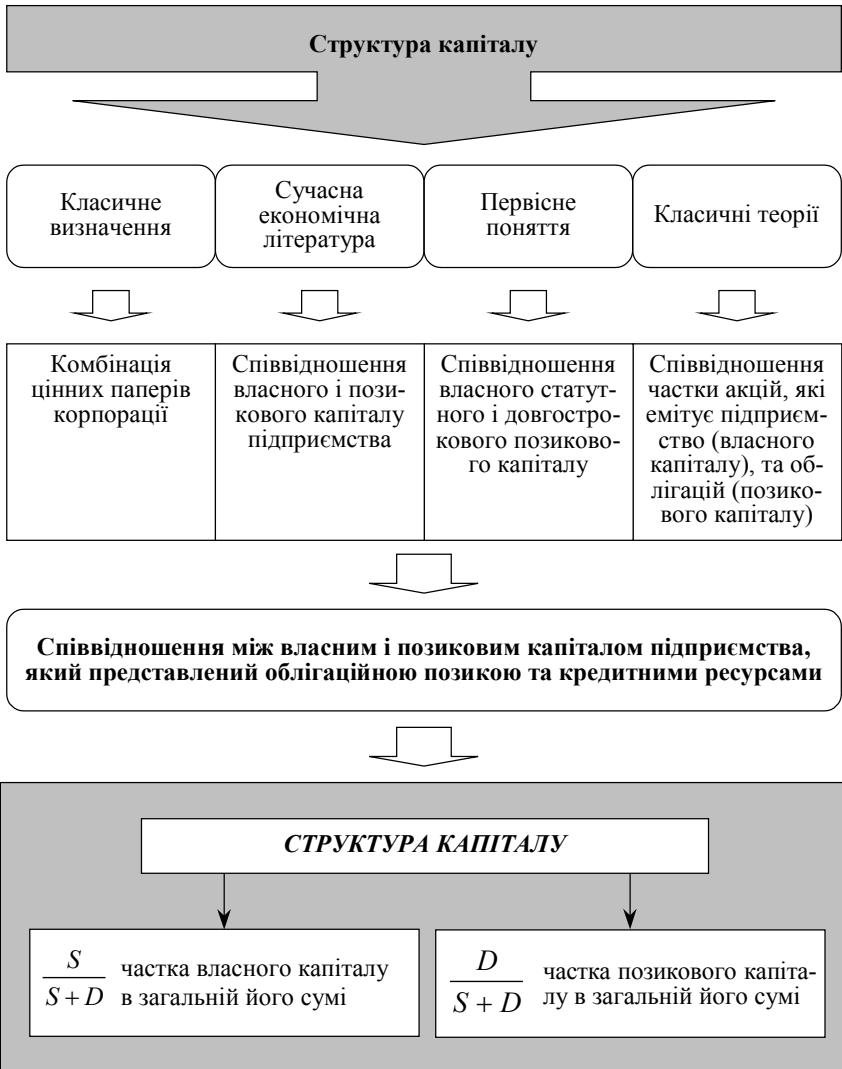 Структура капіталу
Класичне
визначення
Сучасна
економічна
література
Первісне
поняття
Класичні теорії
Комбінація
цінних паперів
корпорації
Співвідношення
власного і пози-
кового капіталу
підприємства
Співвідношення
власного статут-
ного і довгостро-
кового позиково-
го капіталу
Співвідношення
частки акцій, які
емітує підприєм-
ство (власного
капіталу), та об-
лігацій (позико-
вого капіталу)
Співвідношення між власним і позиковим капіталом підприємства,
який представлений облігаційною позикою та кредитними ресурсами
СТРУКТУРА КАПІТАЛУ
S
S + D
частка власного капіталу
в загальній його сумі
D
S + D
частка позикового капіта-
лу в загальній його сумі